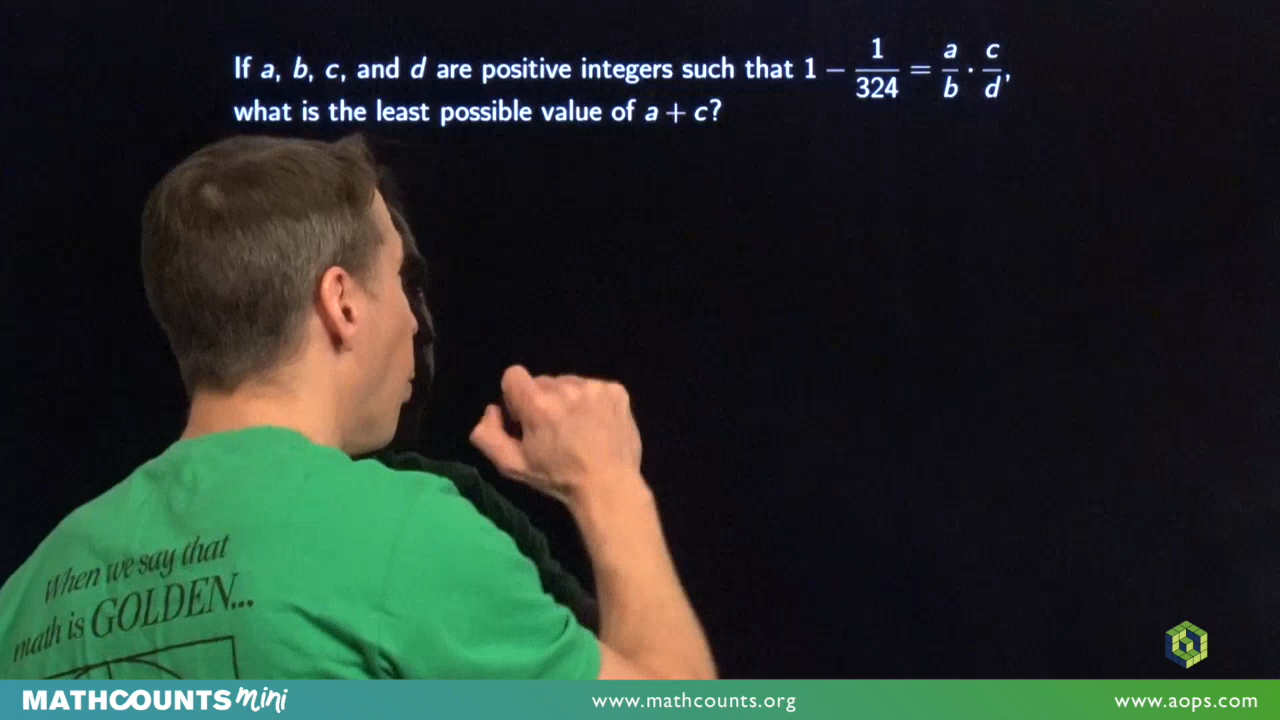 If a, b, c, and d are positive integers such that 1 − 1/324 = a/b · c/d,
what is the least possible value of a + c?
When we say that
math is GOLDEN...
MATHCOUNTS mini
www.mathcounts.org
www.aops.com